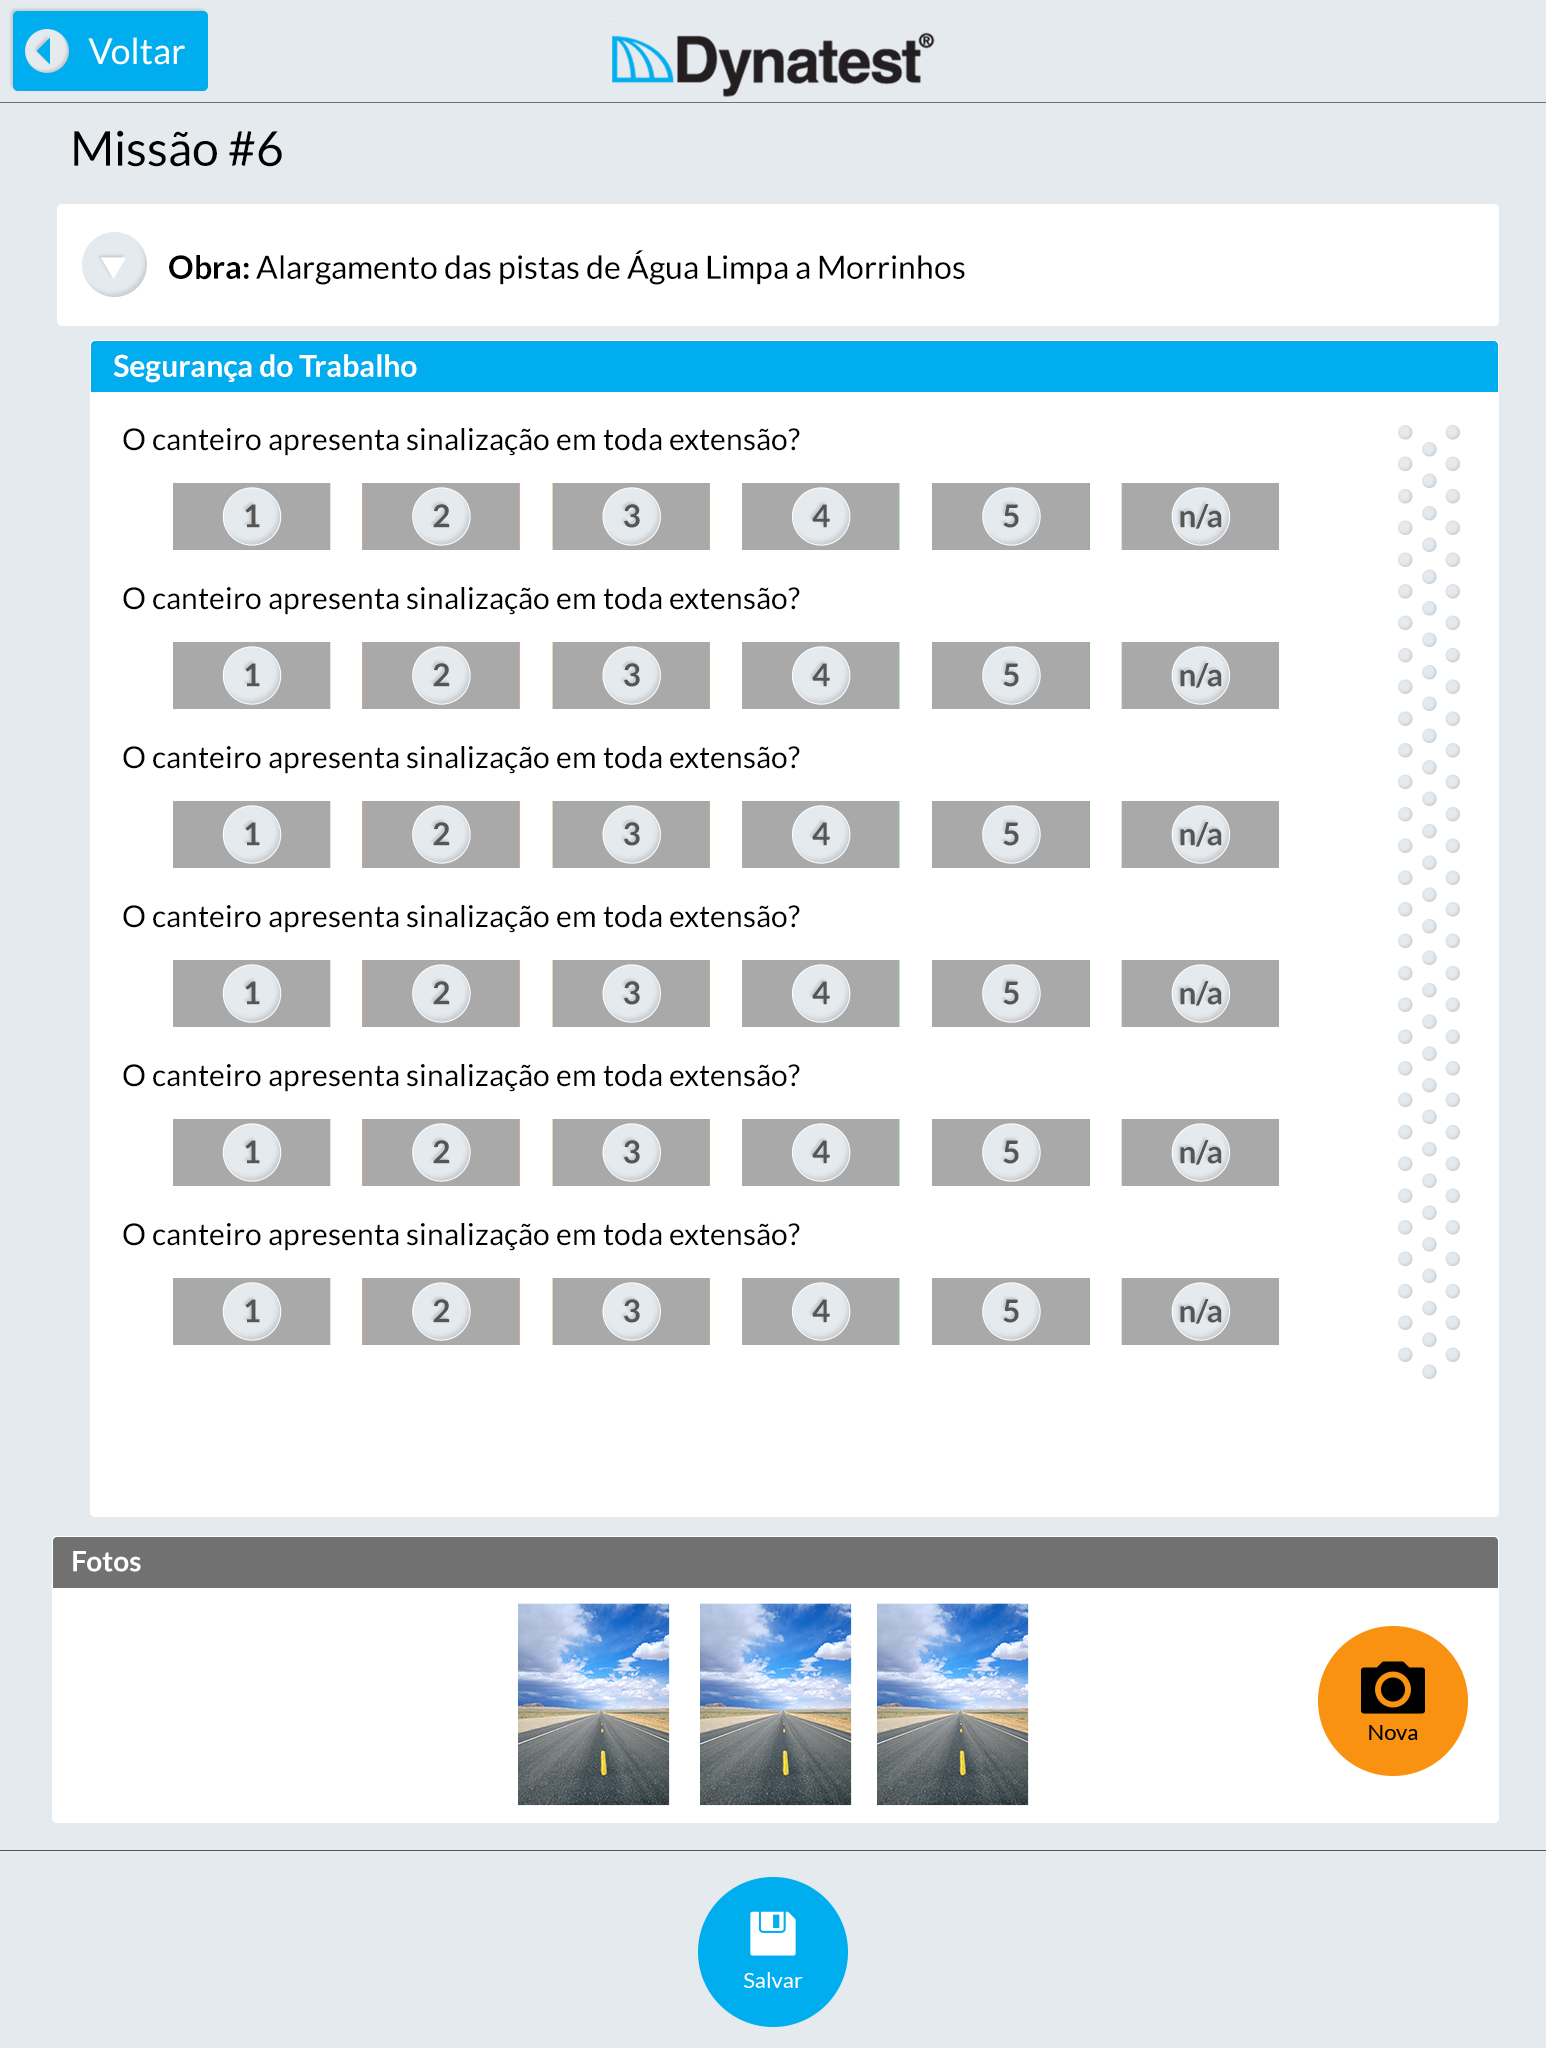 Voltar
Dynatest®
Missão #6
Obra: Alargamento das pistas de Água Limpa a Morrinhos
Segurança do Trabalho
O canteiro apresenta sinalização em toda extensão?
1 2 3 4 5 n/a
O canteiro apresenta sinalização em toda extensão?
1 2 3 4 5 n/a
O canteiro apresenta sinalização em toda extensão?
1 2 3 4 5 n/a
O canteiro apresenta sinalização em toda extensão?
1 2 3 4 5 n/a
O canteiro apresenta sinalização em toda extensão?
1 2 3 4 5 n/a
O canteiro apresenta sinalização em toda extensão?
1 2 3 4 5 n/a
Fotos
Nova
Salvar